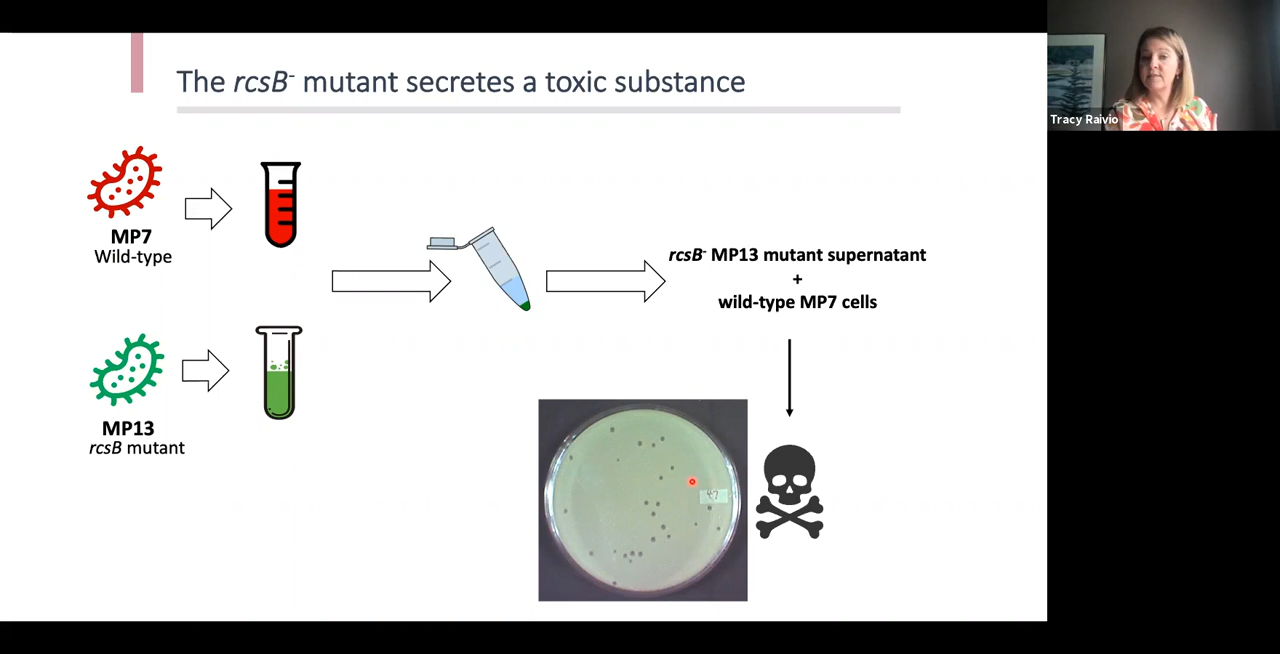 The rcsB- mutant secretes a toxic substance
Tracy Raivio
MP7
Wild-type
rcsB- MP13 mutant supernatant
+
wild-type MP7 cells
MP13
rcsB mutant